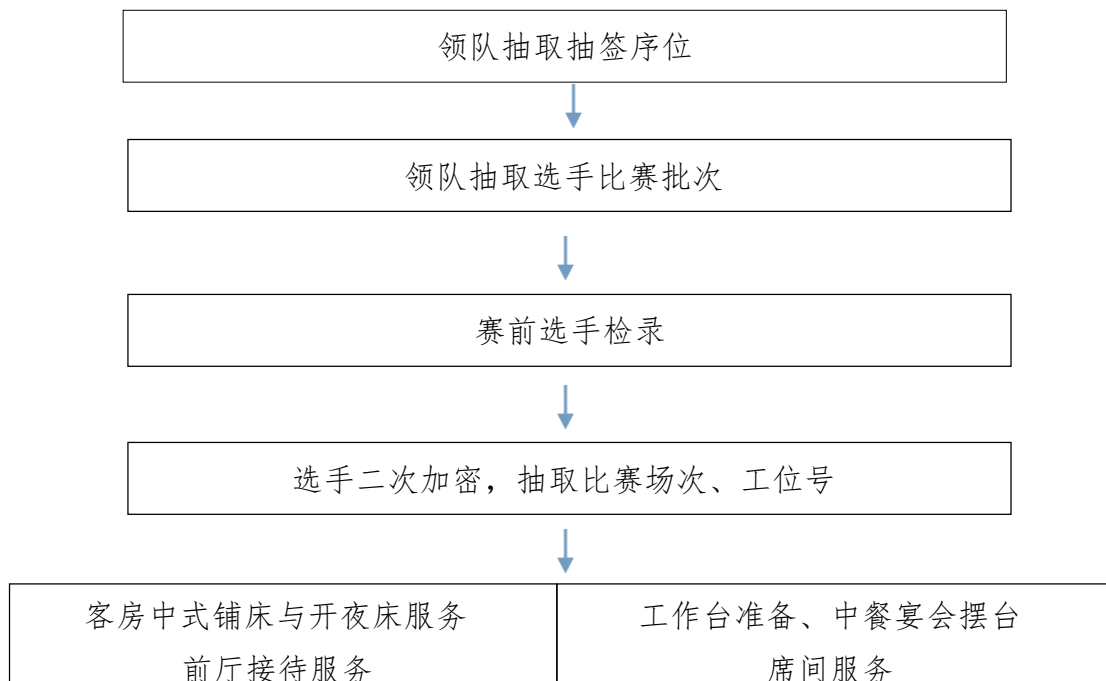 领队抽取抽签序位
领队抽取选手比赛批次
赛前选手检录
选手二次加密，抽取比赛场次、工位号
客房中式铺床与开夜床服务
前厅接待服务
工作台准备、中餐宴会摆台
席间服务